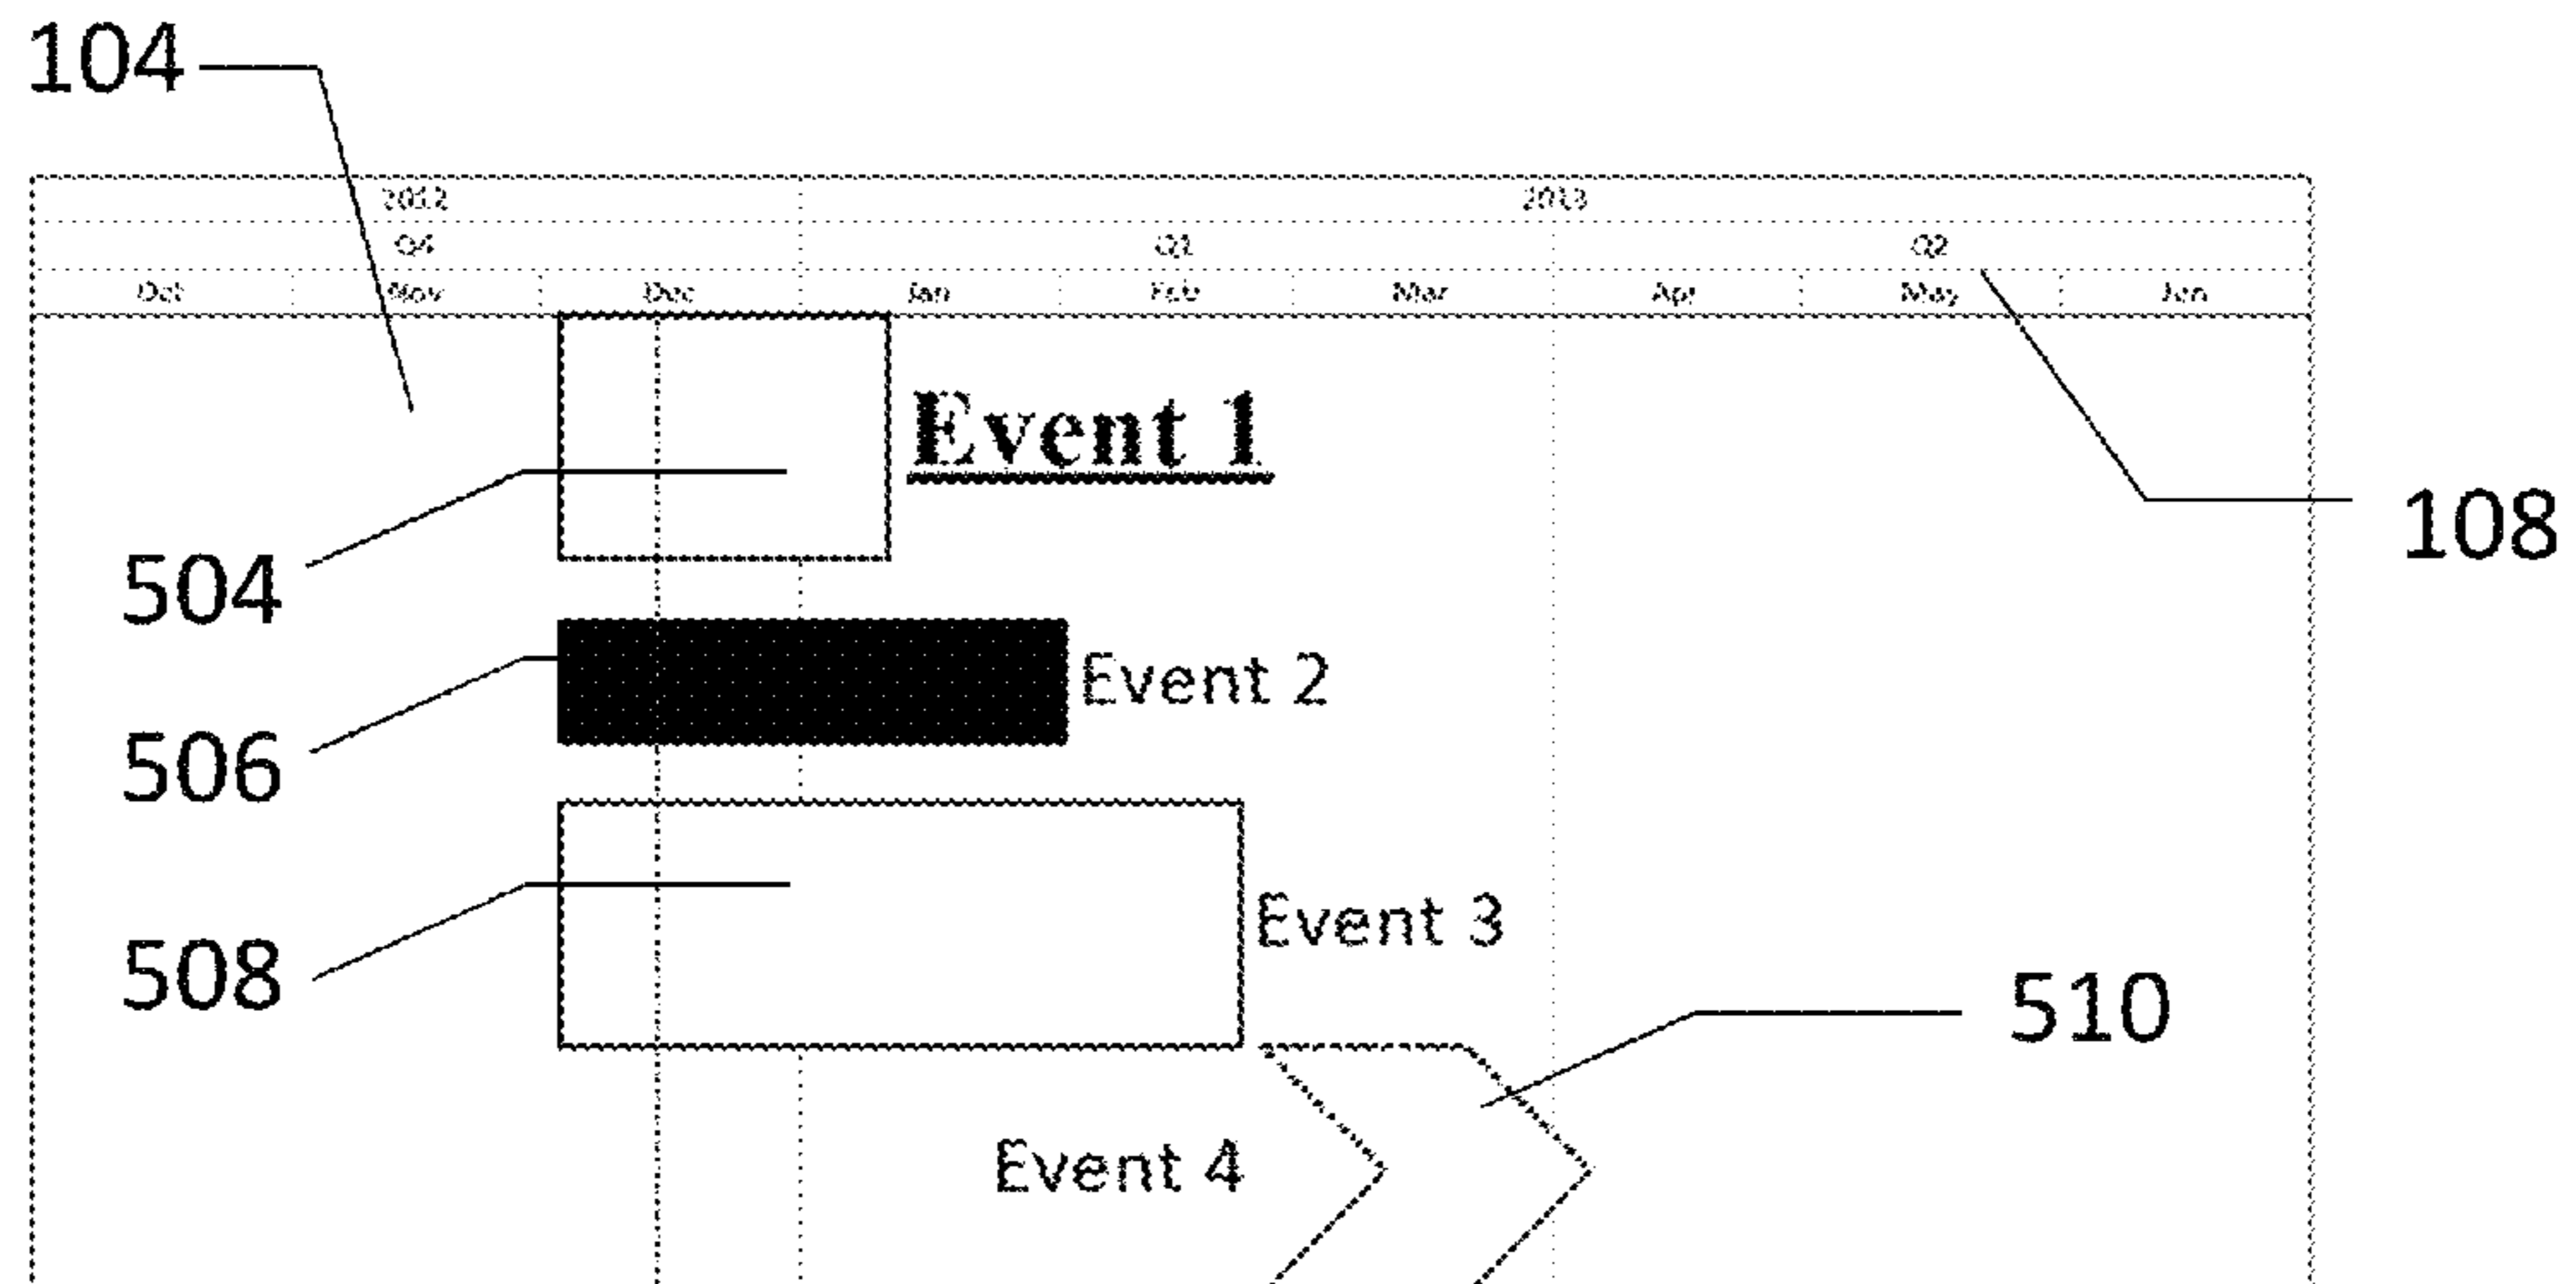 104
2012 2013
Q4 Q1 Q2
Oct Nov Dec Jan Feb Mar Apr May Jun
Event 1
108
504
Event 2
506
Event 3
508
510
Event 4